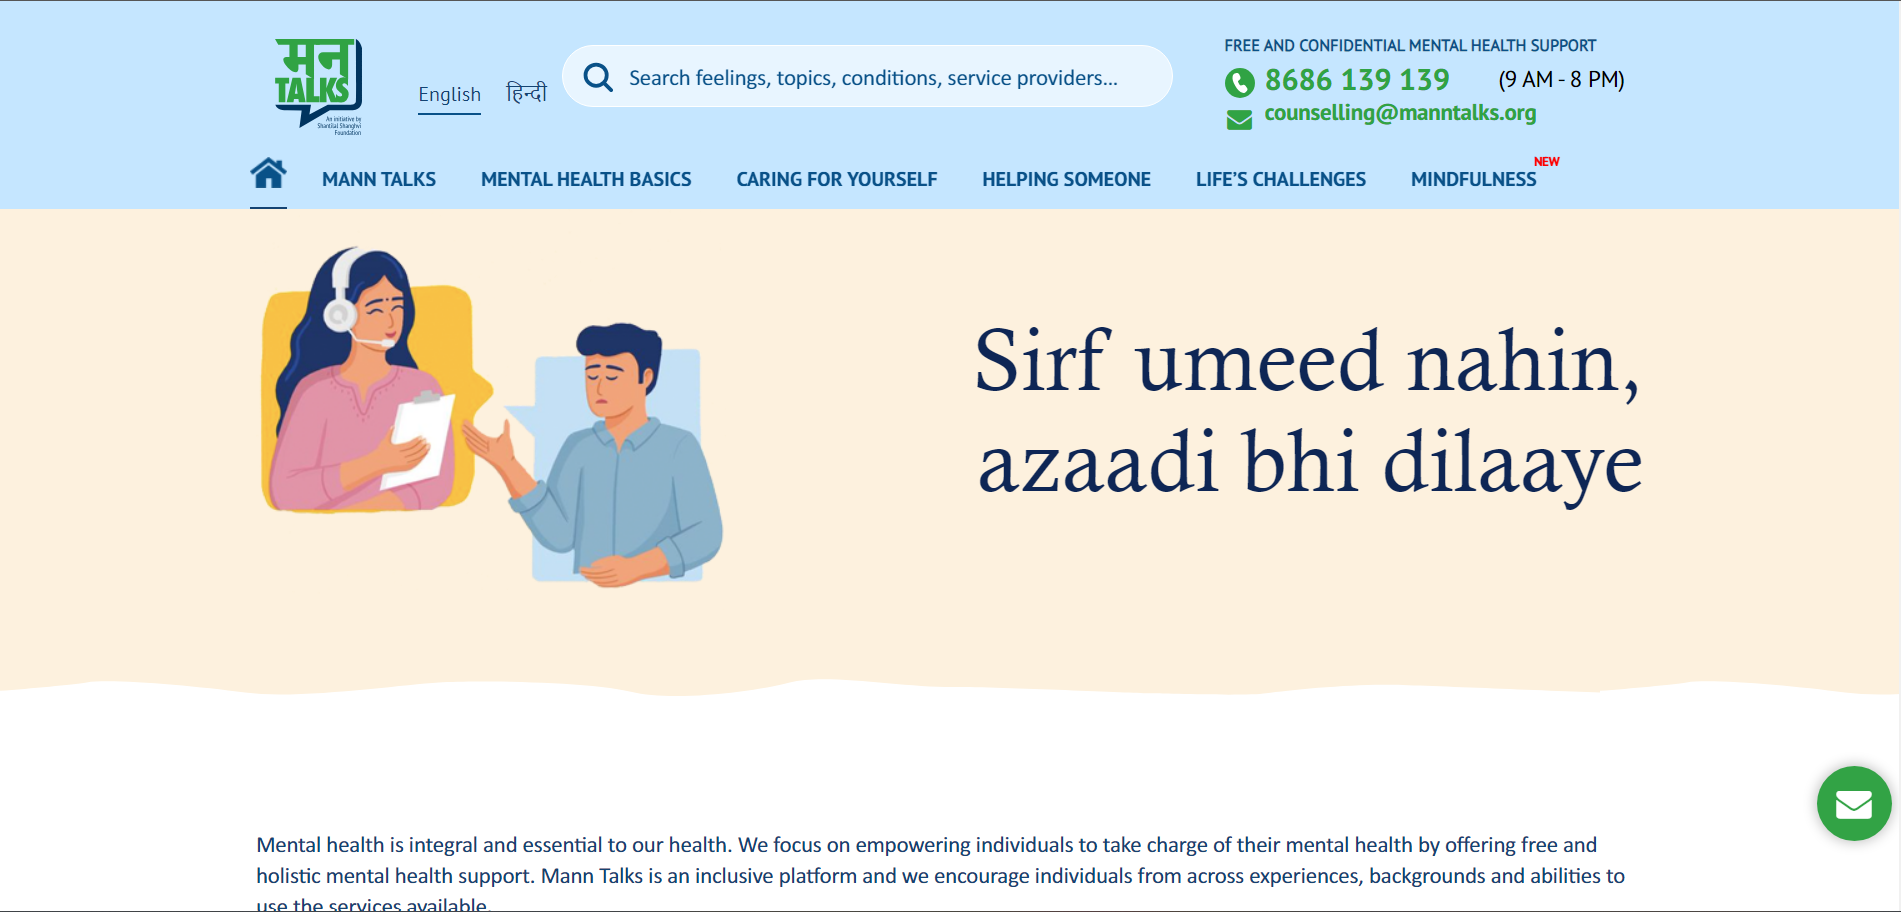 मन
TALKS
An initiative by
Shantilal Shanghvi
Foundation
English हिन्दी
Search feelings, topics, conditions, service providers...
FREE AND CONFIDENTIAL MENTAL HEALTH SUPPORT
8686 139 139 (9 AM - 8 PM)
counselling@manntalks.org
MANN TALKS MENTAL HEALTH BASICS CARING FOR YOURSELF HELPING SOMEONE LIFE’S CHALLENGES MINDFULNESS NEW
Sirf umeed nahin,
azaadi bhi dilaaye
Mental health is integral and essential to our health. We focus on empowering individuals to take charge of their mental health by offering free and
holistic mental health support. Mann Talks is an inclusive platform and we encourage individuals from across experiences, backgrounds and abilities to
use the services available.